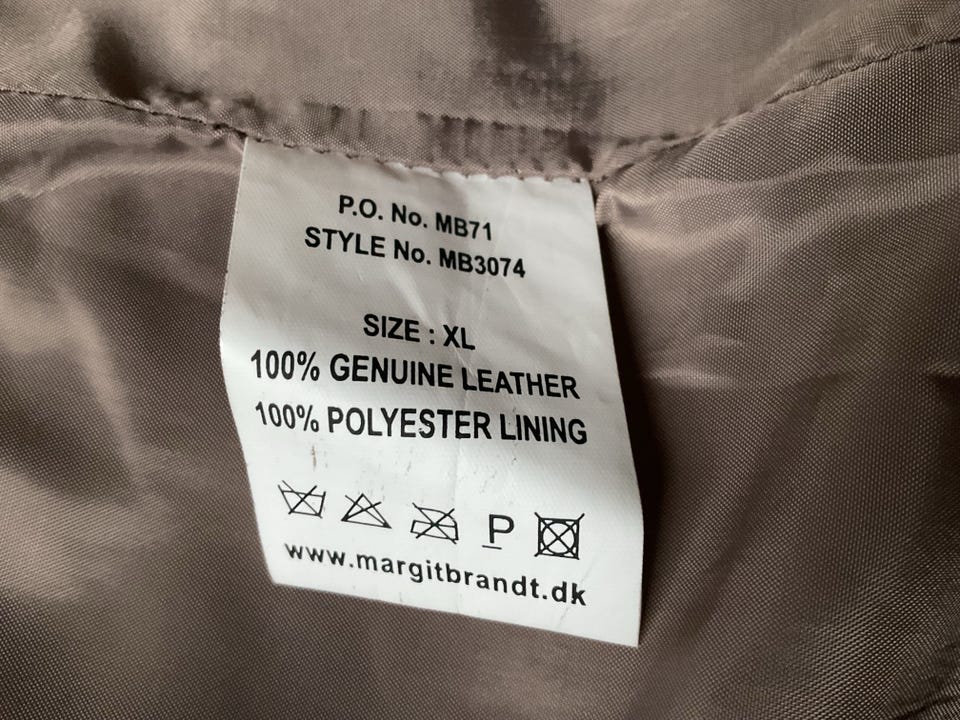 P.O. No. MB71
STYLE No. MB3074
SIZE : XL
100% GENUINE LEATHER
100% POLYESTER LINING
P
www.margitbrandt.dk